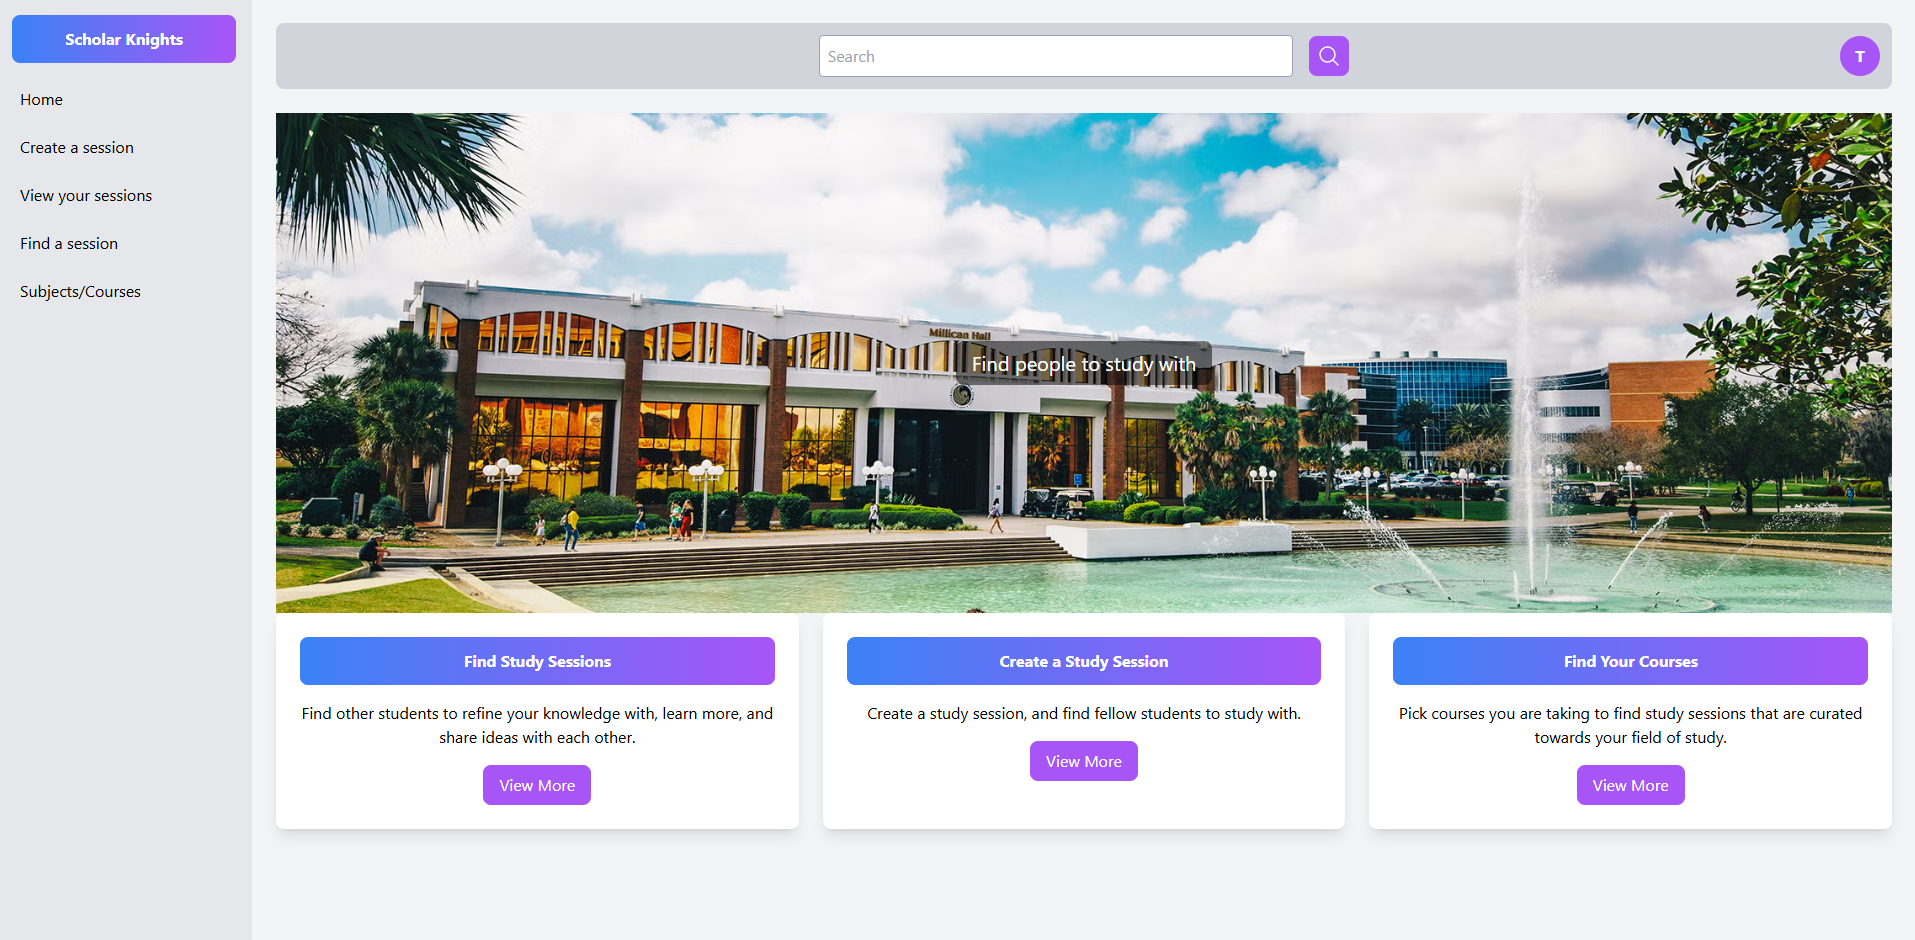 Scholar Knights
Home
Create a session
View your sessions
Find a session
Subjects/Courses
Search
T
Millican Hall
Find people to study with
Find Study Sessions
Find other students to refine your knowledge with, learn more, and
share ideas with each other.
View More
Create a Study Session
Create a study session, and find fellow students to study with.
View More
Find Your Courses
Pick courses you are taking to find study sessions that are curated
towards your field of study.
View More